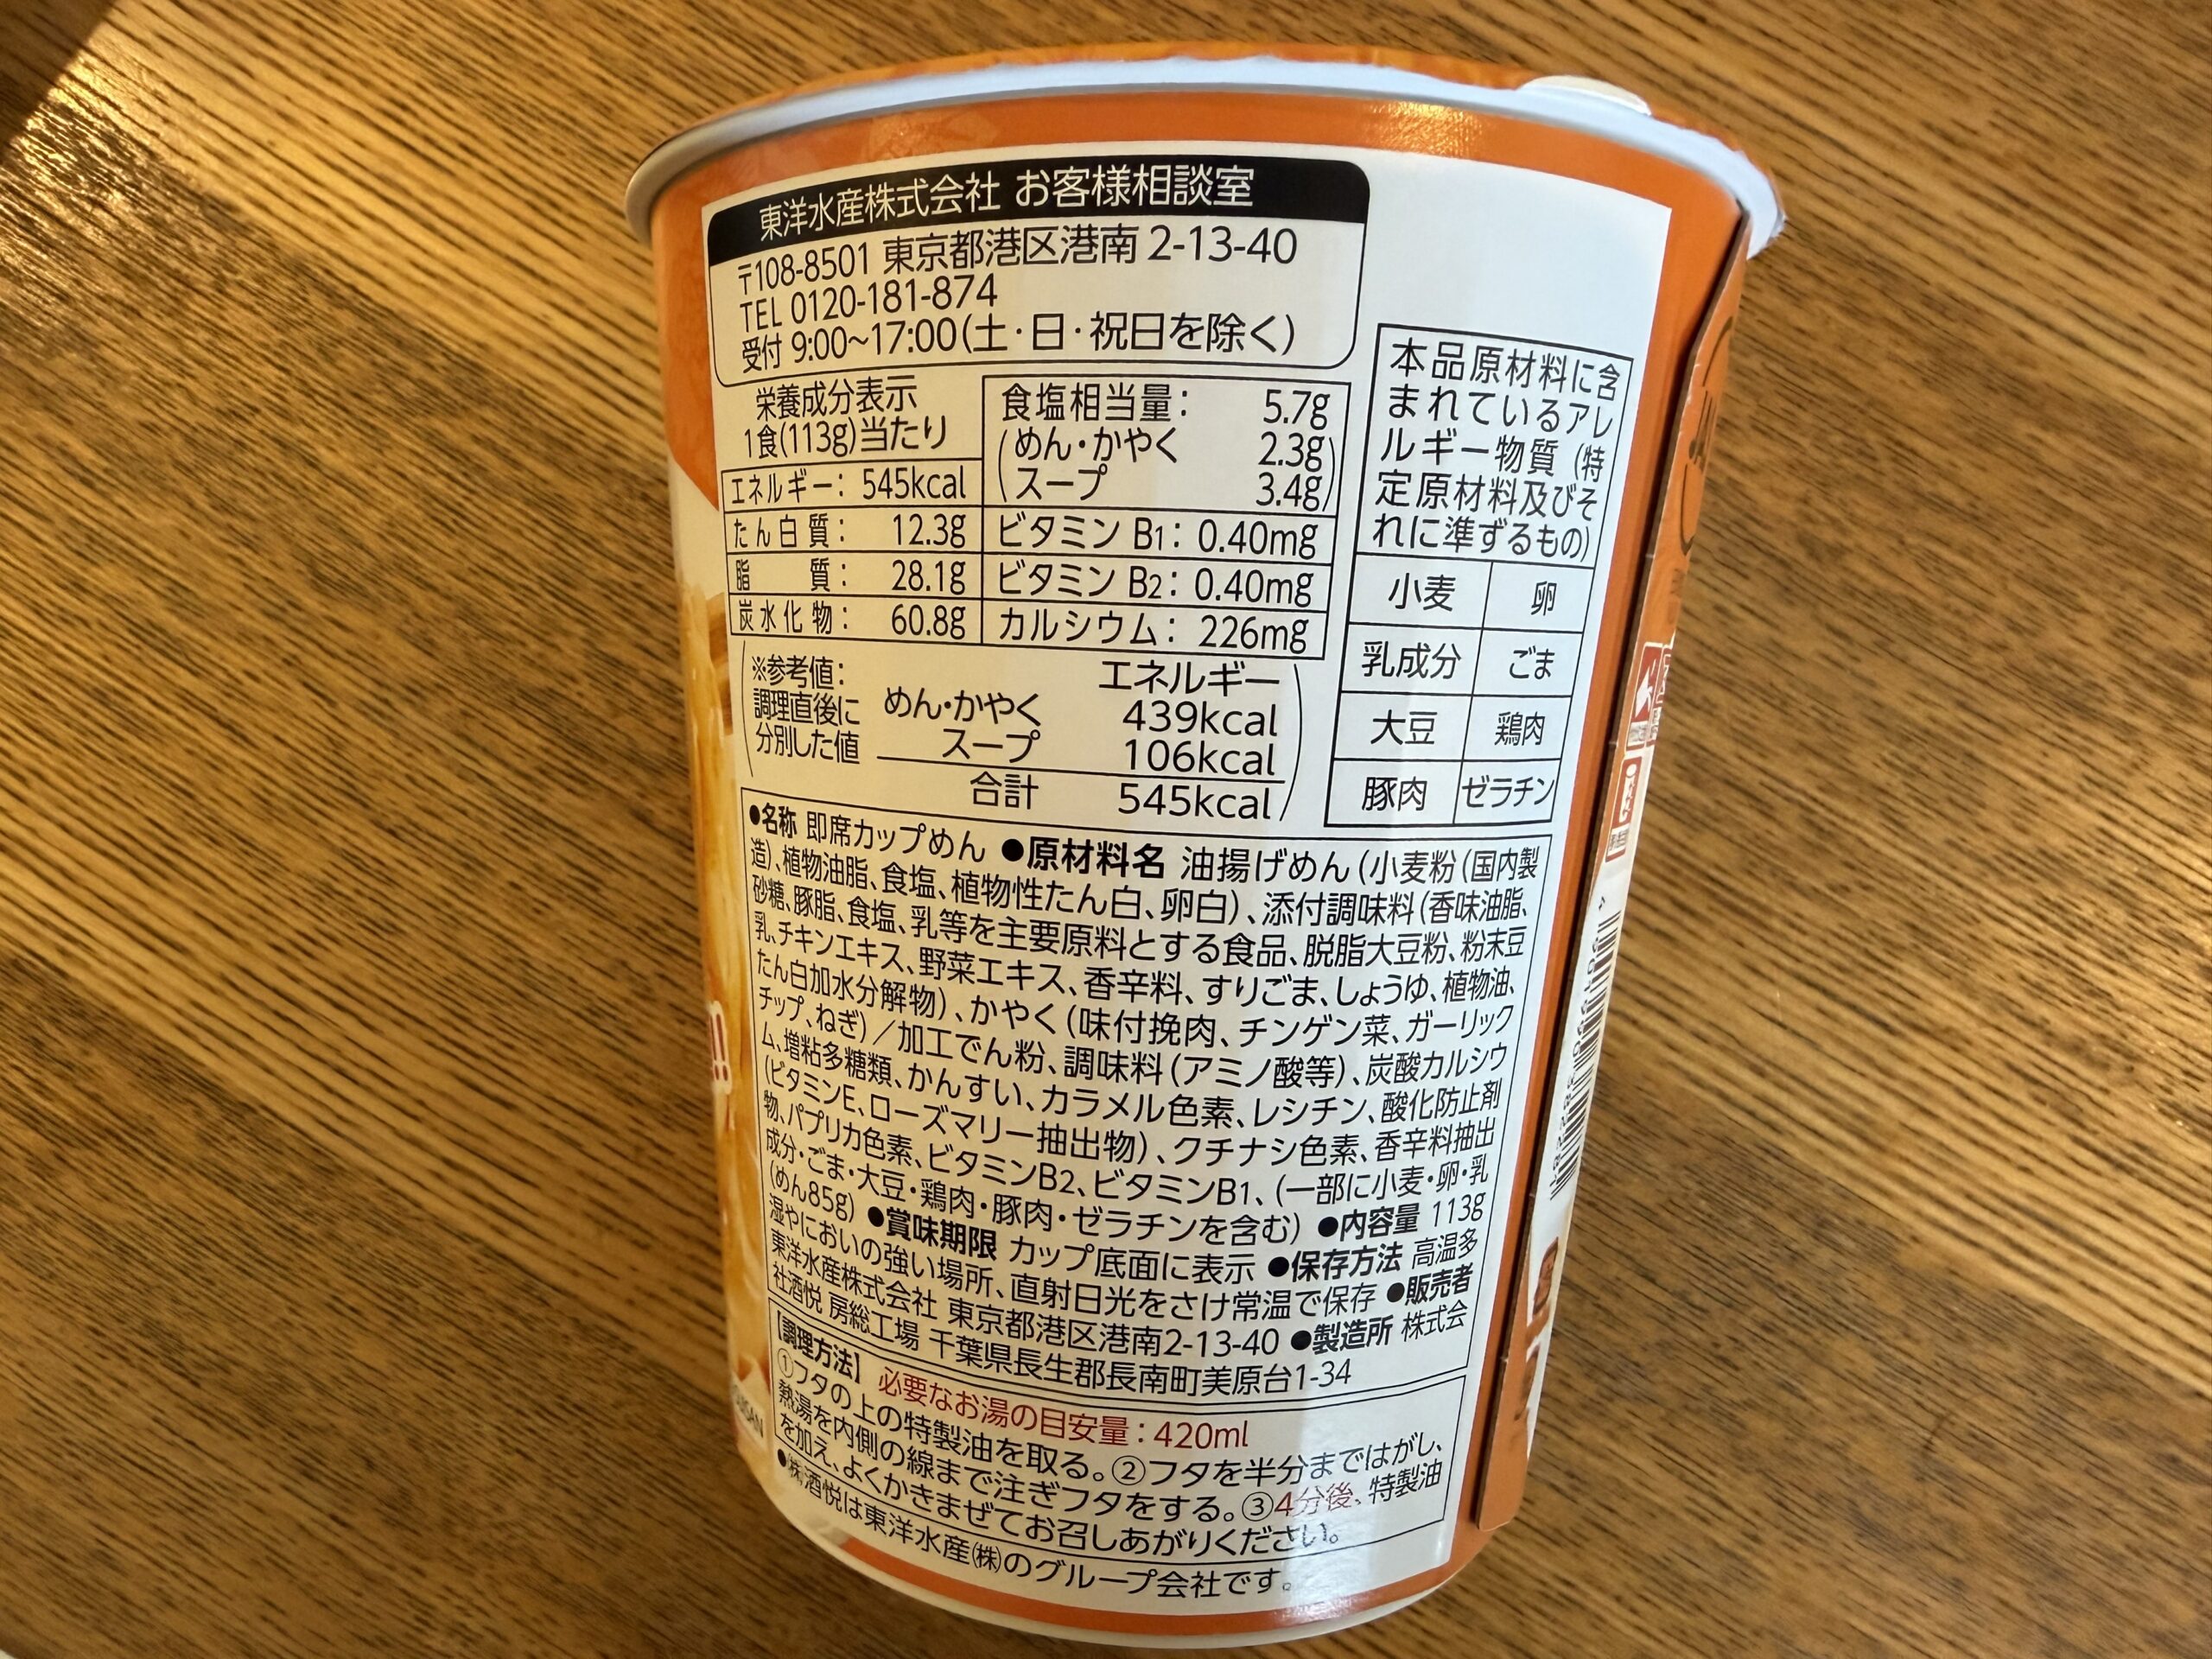 東洋水産株式会社 お客様相談室
〒108-8501 東京都港区港南2-13-40
TEL 0120-181-874
受付 9:00~17:00(土・日・祝日を除く)
栄養成分表示
1食(113g)当たり
エネルギー: 545kcal
たん白質: 12.3g
脂質: 28.1g
炭水化物: 60.8g
食塩相当量: 5.7g
(めん・かやく 2.3g)
(スープ 3.4g)
ビタミン B1: 0.40mg
ビタミン B2: 0.40mg
カルシウム: 226mg
※参考値: エネルギー
調理直後に めん・かやく 439kcal
分別した値 スープ 106kcal
合計 545kcal
本品原材料に含
まれているアレ
ルギー物質(特
定原材料及びそ
れに準ずるもの)
小麦 卵
乳成分 ごま
大豆 鶏肉
豚肉 ゼラチン
●名称 即席カップめん ●原材料名 油揚げめん(小麦粉(国内製
造)、植物油脂、食塩、植物性たん白、卵白)、添付調味料(香味油脂、
砂糖、豚脂、食塩、乳等を主要原料とする食品、脱脂大豆粉、粉末豆
乳、チキンエキス、野菜エキス、香辛料、すりごま、しょうゆ、植物油、
たん白加水分解物)、かやく(味付挽肉、チンゲン菜、ガーリック
チップ、ねぎ)/加工でん粉、調味料(アミノ酸等)、炭酸カルシウ
ム、増粘多糖類、かんすい、カラメル色素、レシチン、酸化防止剤
(ビタミンE、ローズマリー抽出物)、クチナシ色素、香辛料抽出
物、パプリカ色素、ビタミンB2、ビタミンB1、(一部に小麦・卵・乳
成分・ごま・大豆・鶏肉・豚肉・ゼラチンを含む) ●内容量 113g
(めん85g) ●賞味期限 カップ底面に表示 ●保存方法 高温多
湿やにおいの強い場所、直射日光をさけ常温で保存 ●販売者
東洋水産株式会社 東京都港区港南2-13-40 ●製造所 株式会
社酒悦 房総工場 千葉県長生郡長南町美原台1-34
【調理方法】 必要なお湯の目安量:420ml
①フタの上の特製油を取る。②フタを半分まではがし、
熱湯を内側の線まで注ぎフタをする。③4分後、特製油
を加え、よくかきまぜてお召しあがりください。
●㈱酒悦は東洋水産㈱のグループ会社です。